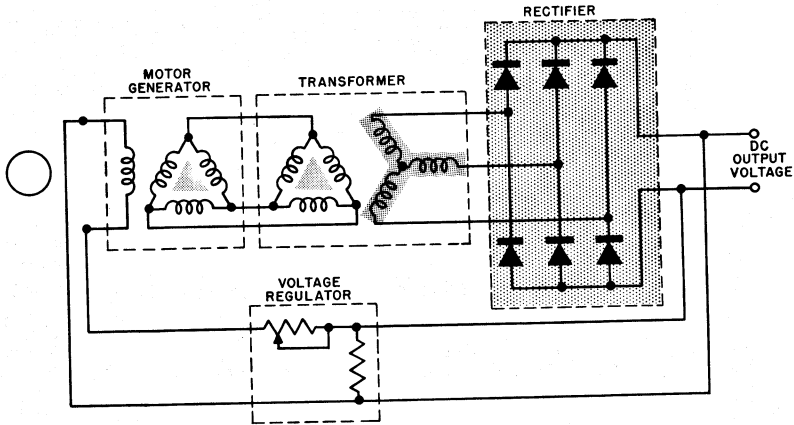 RECTIFIER
MOTOR
GENERATOR
TRANSFORMER
DC
OUTPUT
VOLTAGE
VOLTAGE
REGULATOR